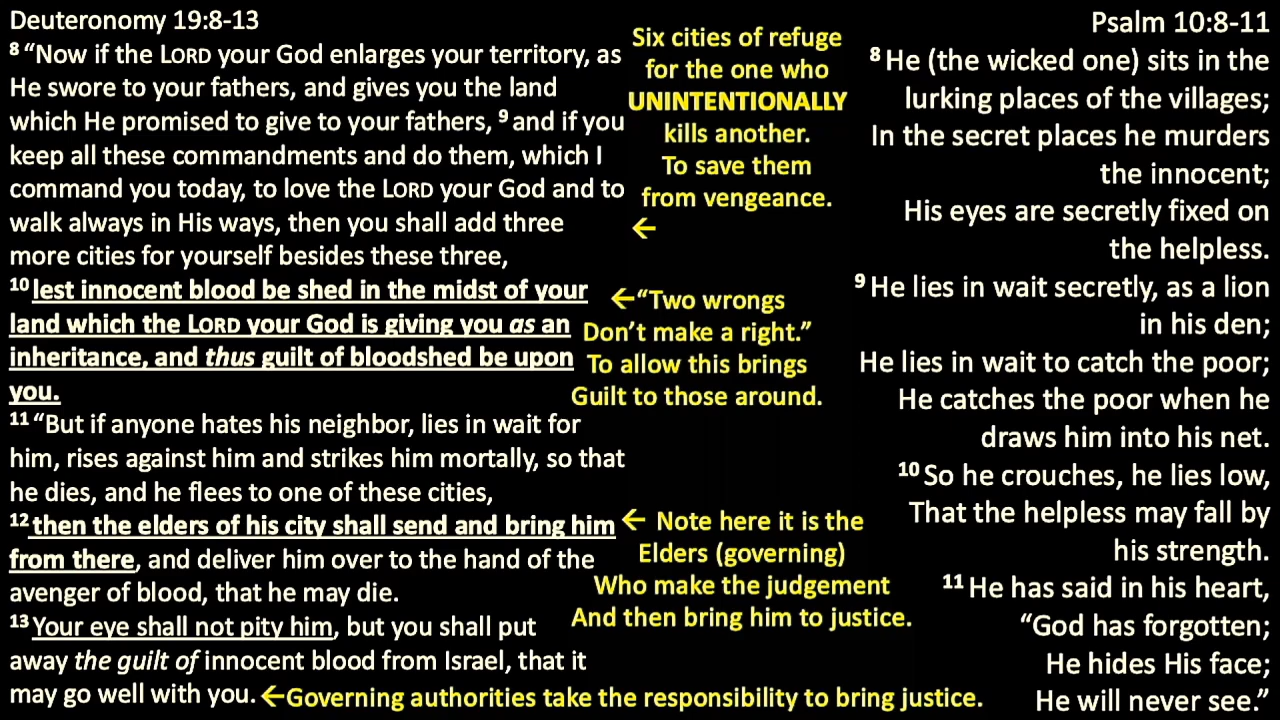 Deuteronomy 19:8-13
8 “Now if the LORD your God enlarges your territory, as
He swore to your fathers, and gives you the land
which He promised to give to your fathers, 9 and if you
keep all these commandments and do them, which I
command you today, to love the LORD your God and to
walk always in His ways, then you shall add three
more cities for yourself besides these three,
10 lest innocent blood be shed in the midst of your
land which the LORD your God is giving you as an
inheritance, and thus guilt of bloodshed be upon
you.
11 “But if anyone hates his neighbor, lies in wait for
him, rises against him and strikes him mortally, so that
he dies, and he flees to one of these cities,
12 then the elders of his city shall send and bring him
from there, and deliver him over to the hand of the
avenger of blood, that he may die.
13 Your eye shall not pity him, but you shall put
away the guilt of innocent blood from Israel, that it
may go well with you. ←Governing authorities take the responsibility to bring justice.
Six cities of refuge
for the one who
UNINTENTIONALLY
kills another.
To save them
from vengeance.
←
←“Two wrongs
Don’t make a right.”
To allow this brings
Guilt to those around.
← Note here it is the
Elders (governing)
Who make the judgement
And then bring him to justice.
Psalm 10:8-11
8 He (the wicked one) sits in the
lurking places of the villages;
In the secret places he murders
the innocent;
His eyes are secretly fixed on
the helpless.
9 He lies in wait secretly, as a lion
in his den;
He lies in wait to catch the poor;
He catches the poor when he
draws him into his net.
10 So he crouches, he lies low,
That the helpless may fall by
his strength.
11 He has said in his heart,
“God has forgotten;
He hides His face;
He will never see.”